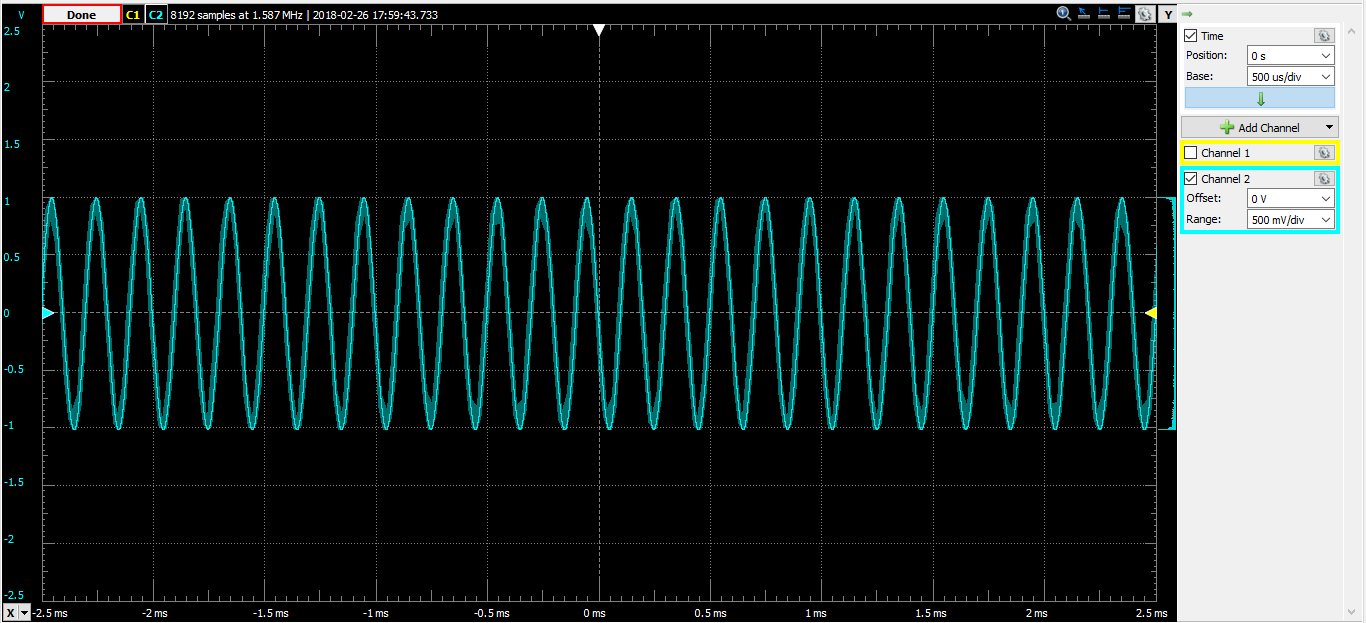 V Done C1 C2 8192 samples at 1.587 MHz | 2018-02-26 17:59:43.733 Y
2.5
2
1.5
1
0.5
0
-0.5
-1
-1.5
-2
-2.5
X -2.5 ms -2 ms -1.5 ms -1 ms -0.5 ms 0 ms 0.5 ms 1 ms 1.5 ms 2 ms 2.5 ms
Time
Position: 0 s
Base: 500 us/div
Add Channel
Channel 1
Channel 2
Offset: 0 V
Range: 500 mV/div